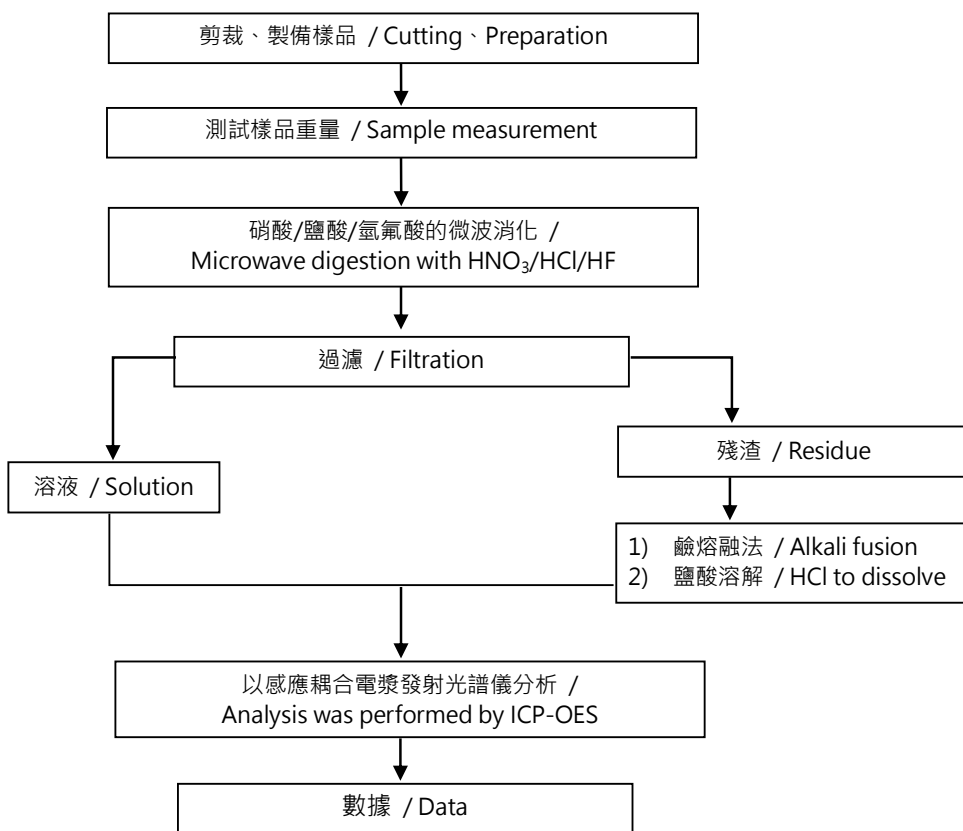 剪裁、製備樣品 / Cutting、Preparation
測試樣品重量 / Sample measurement
硝酸/鹽酸/氫氟酸的微波消化 /
Microwave digestion with HNO₃/HCl/HF
過濾 / Filtration
溶液 / Solution
殘渣 / Residue
1) 鹼熔融法 / Alkali fusion
2) 鹽酸溶解 / HCl to dissolve
以感應耦合電漿發射光譜儀分析 /
Analysis was performed by ICP-OES
數據 / Data